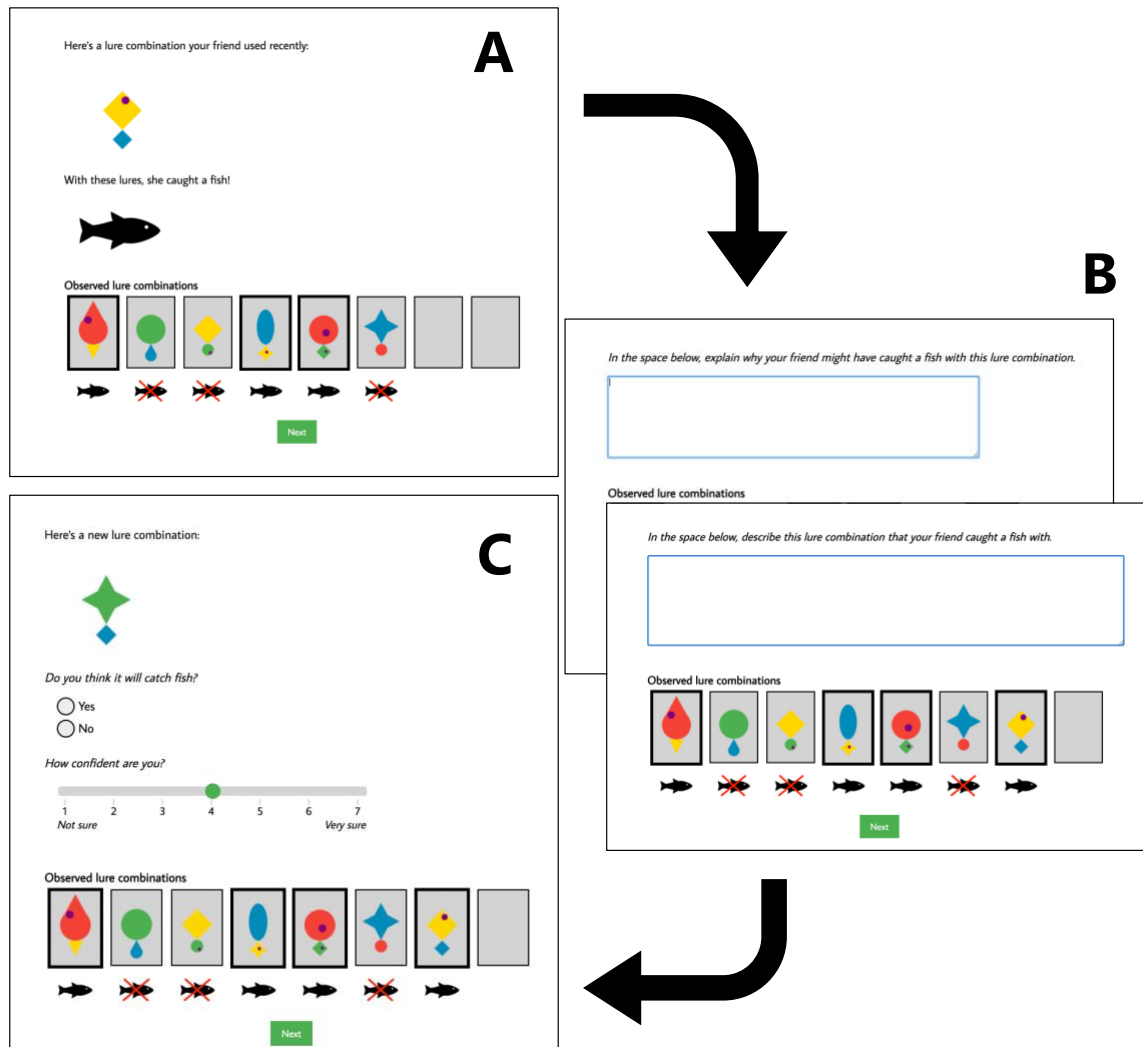 A
Here's a lure combination your friend used recently:
With these lures, she caught a fish!
Observed lure combinations
Next
B
In the space below, explain why your friend might have caught a fish with this lure combination.
Observed lure combinations
In the space below, describe this lure combination that your friend caught a fish with.
Observed lure combinations
Next
C
Here's a new lure combination:
Do you think it will catch fish?
Yes
No
How confident are you?
1 2 3 4 5 6 7
Not sure Very sure
Observed lure combinations
Next